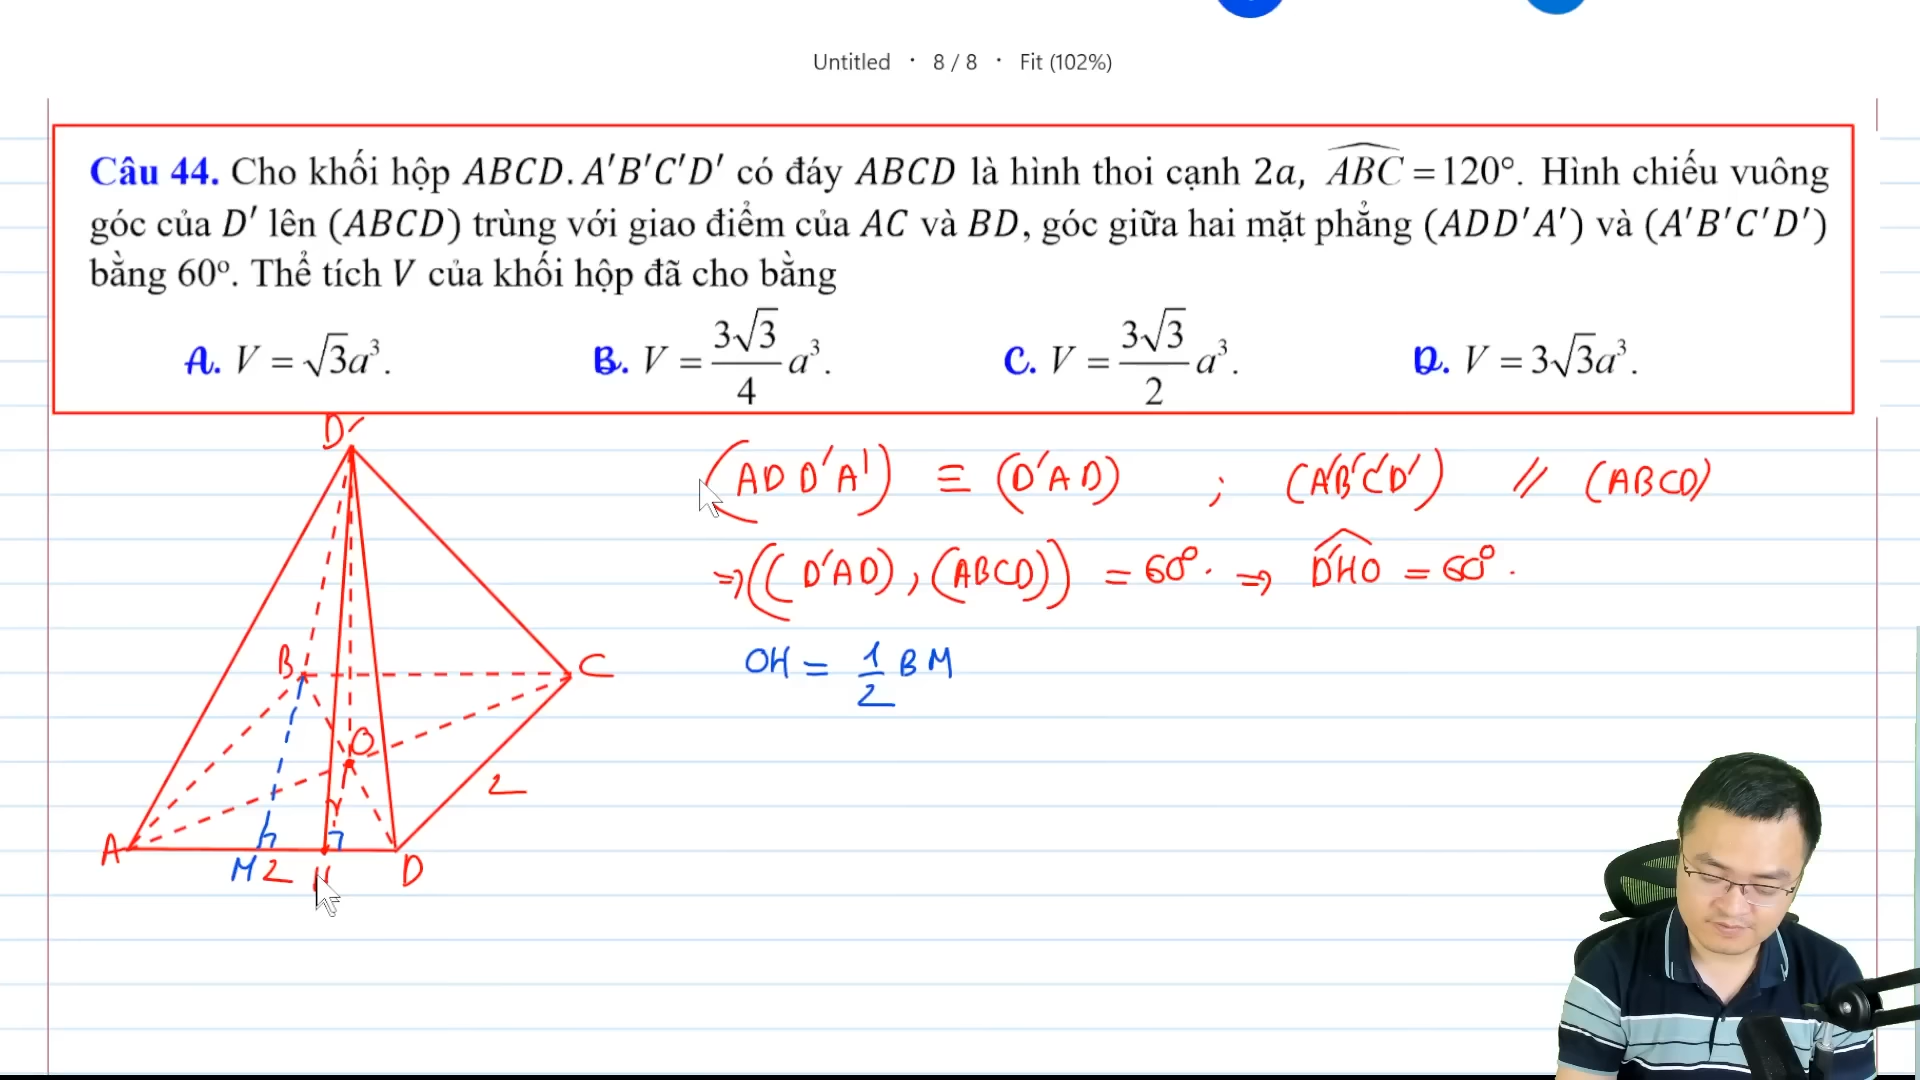 Untitled · 8 / 8 · Fit (102%)
Câu 44. Cho khối hộp ABCD.A′B′C′D′ có đáy ABCD là hình thoi cạnh 2a, \widehat{ABC} = 120°. Hình chiếu vuông
góc của D′ lên (ABCD) trùng với giao điểm của AC và BD, góc giữa hai mặt phẳng (ADD′A′) và (A′B′C′D′)
bằng 60°. Thể tích V của khối hộp đã cho bằng
A. V = √3a³. B. V = 3√3/4 a³. C. V = 3√3/2 a³. D. V = 3√3a³.
D′
(ADD′A′) ≡ (D′AD) ; (A′B′C′D′) // (ABCD)
⇒ ((D′AD), (ABCD)) = 60°. ⇒ \widehat{D′HO} = 60°.
OH = 1/2 BM
B
C
O
2
A
M 2 H D